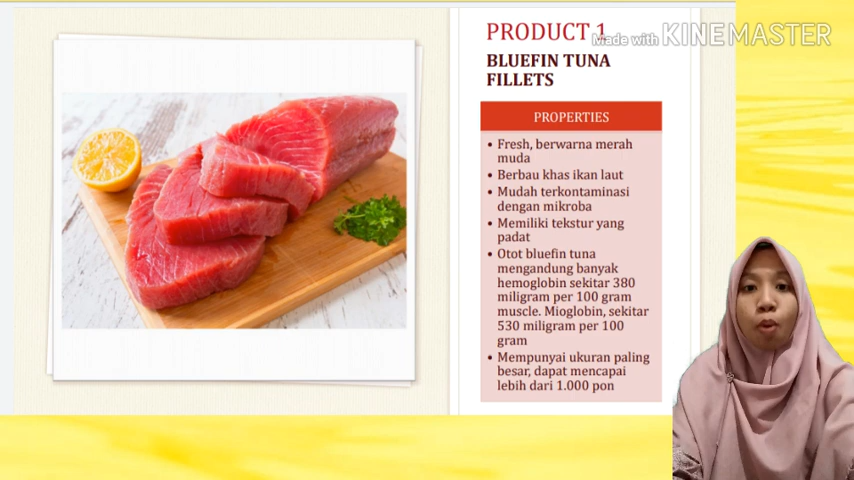 PRODUCT 1
Made with KINEMASTER
BLUEFIN TUNA
FILLETS
PROPERTIES
• Fresh, berwarna merah
muda
• Berbau khas ikan laut
• Mudah terkontaminasi
dengan mikroba
• Memiliki tekstur yang
padat
• Otot bluefin tuna
mengandung banyak
hemoglobin sekitar 380
miligram per 100 gram
muscle. Mioglobin, sekitar
530 miligram per 100
gram
• Mempunyai ukuran paling
besar, dapat mencapai
lebih dari 1.000 pon